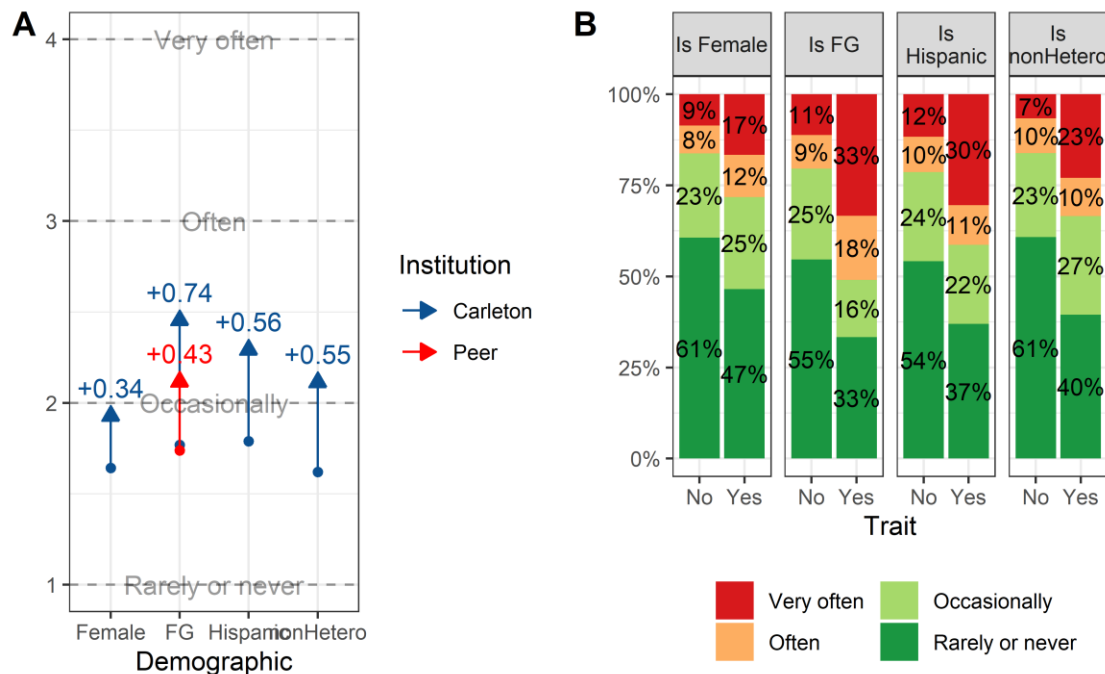 A
4
3
2
1
Very often
Often
Occasionally
Rarely or never
+0.34
+0.74
+0.43
+0.56
+0.55
Female
FG
Hispanic
nonHetero
Demographic
Institution
Carleton
Peer
B
Is Female
Is FG
Is
Hispanic
Is
nonHetero
100%
75%
50%
25%
0%
9%
8%
23%
61%
17%
12%
25%
47%
11%
9%
25%
55%
33%
18%
16%
33%
12%
10%
24%
54%
30%
11%
22%
37%
7%
10%
23%
61%
23%
10%
27%
40%
No Yes
No Yes
No Yes
No Yes
Trait
Very often
Often
Occasionally
Rarely or never